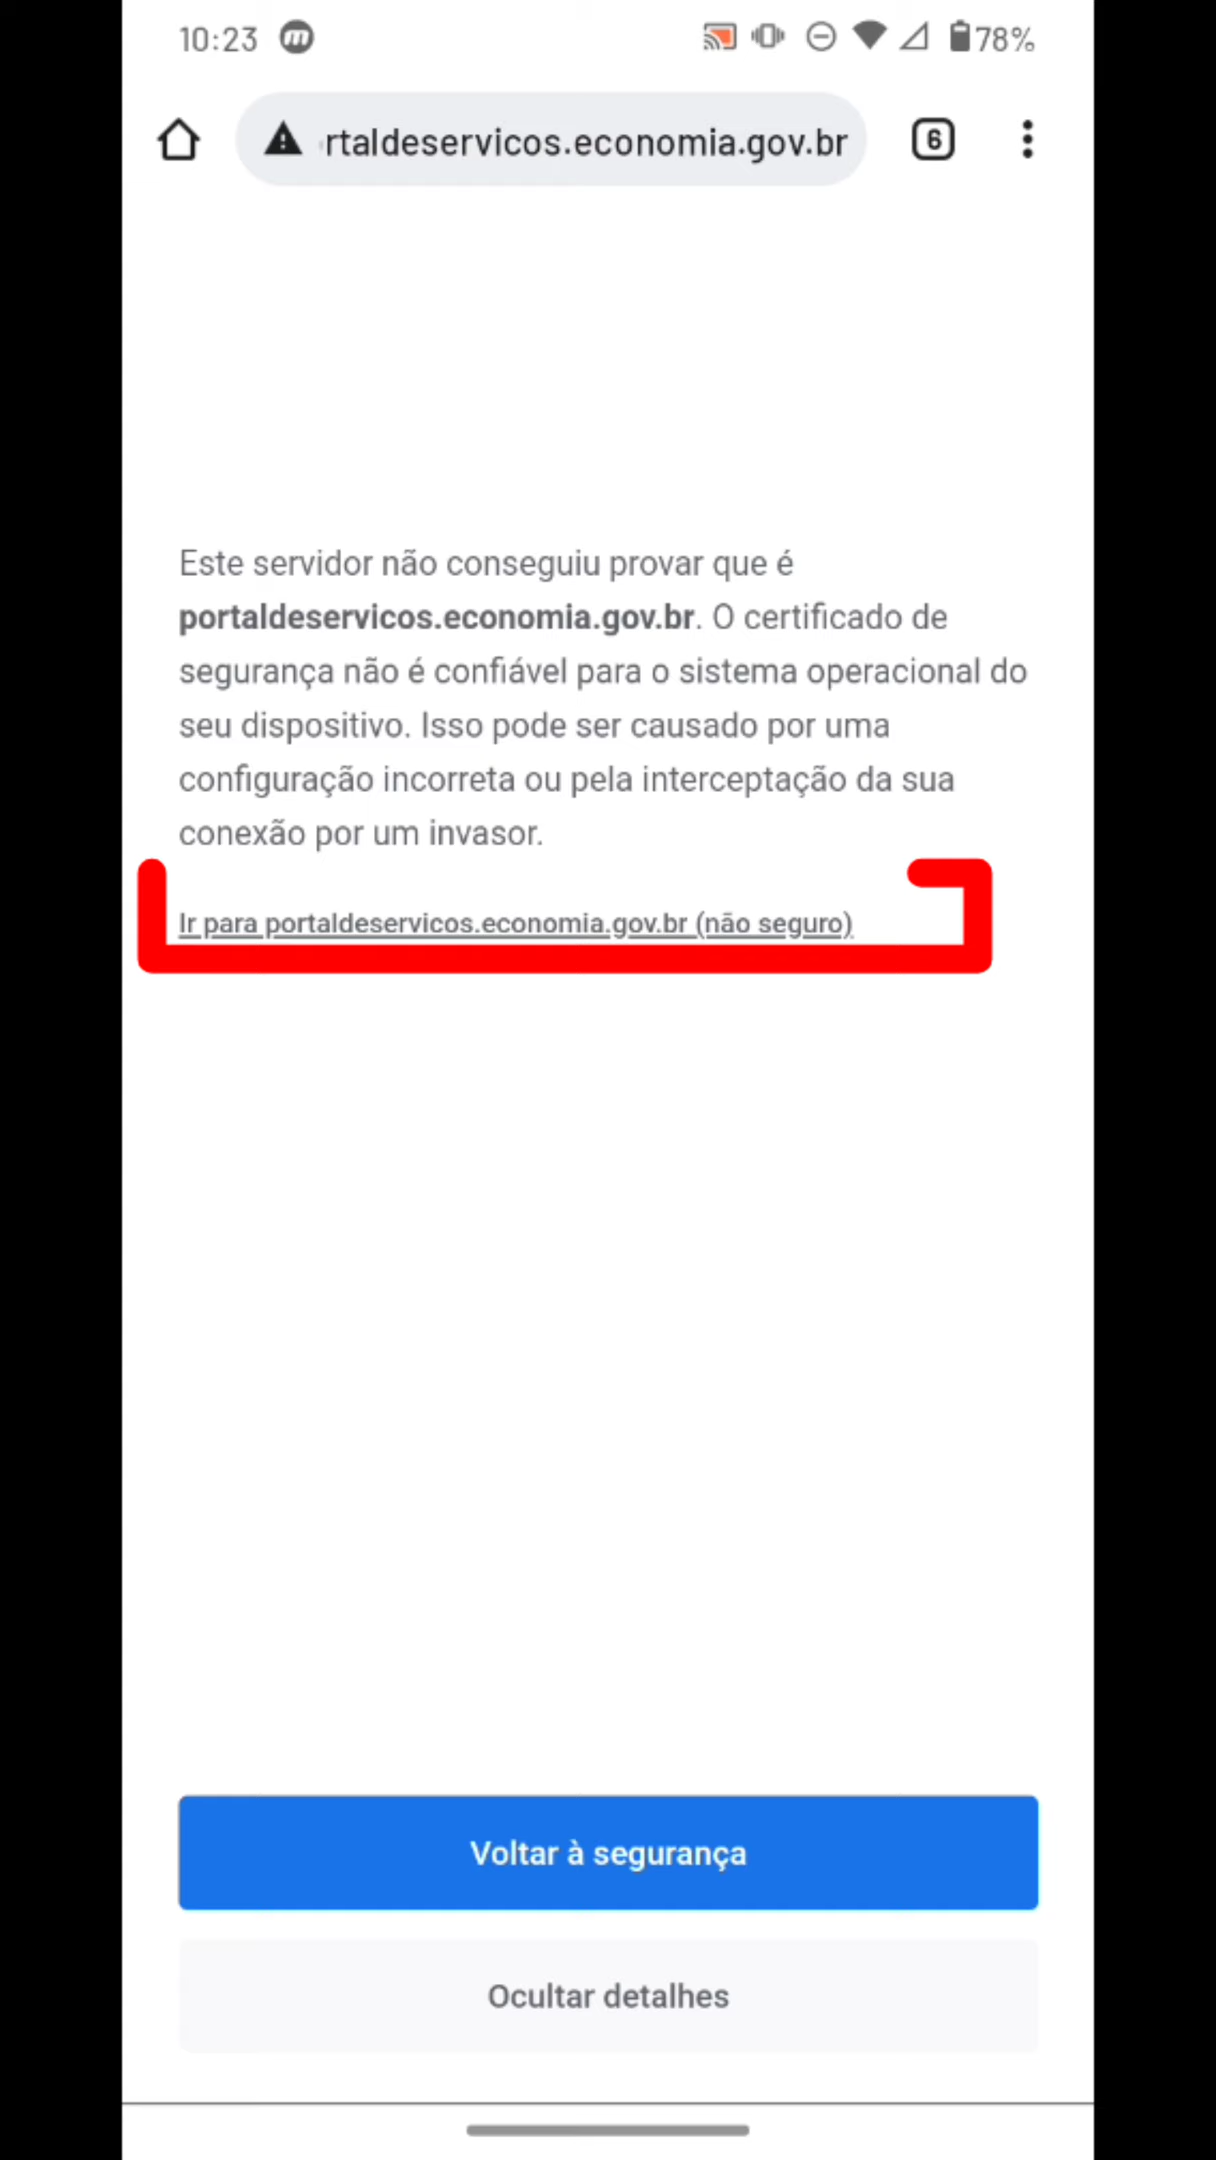 10:23
78%
rtaldeservicos.economia.gov.br
6
Este servidor não conseguiu provar que é
portaldeservicos.economia.gov.br. O certificado de
segurança não é confiável para o sistema operacional do
seu dispositivo. Isso pode ser causado por uma
configuração incorreta ou pela interceptação da sua
conexão por um invasor.
Ir para portaldeservicos.economia.gov.br (não seguro)
Voltar à segurança
Ocultar detalhes